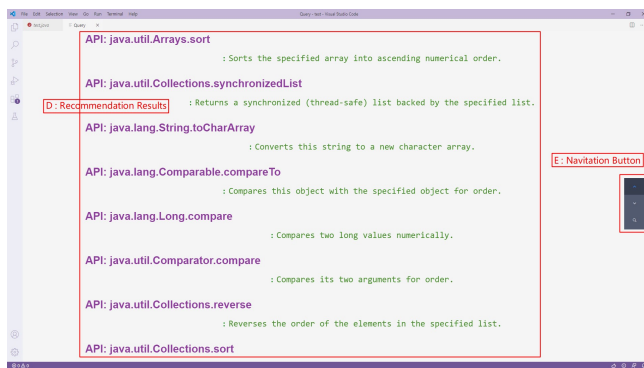 File Edit Selection View Go Run Terminal Help
Query - test - Visual Studio Code
test.java
Query ×
API: java.util.Arrays.sort
: Sorts the specified array into ascending numerical order.
API: java.util.Collections.synchronizedList
D : Recommendation Results
: Returns a synchronized (thread-safe) list backed by the specified list.
API: java.lang.String.toCharArray
: Converts this string to a new character array.
E : Navitation Button
API: java.lang.Comparable.compareTo
: Compares this object with the specified object for order.
API: java.lang.Long.compare
: Compares two long values numerically.
API: java.util.Comparator.compare
: Compares its two arguments for order.
API: java.util.Collections.reverse
: Reverses the order of the elements in the specified list.
API: java.util.Collections.sort